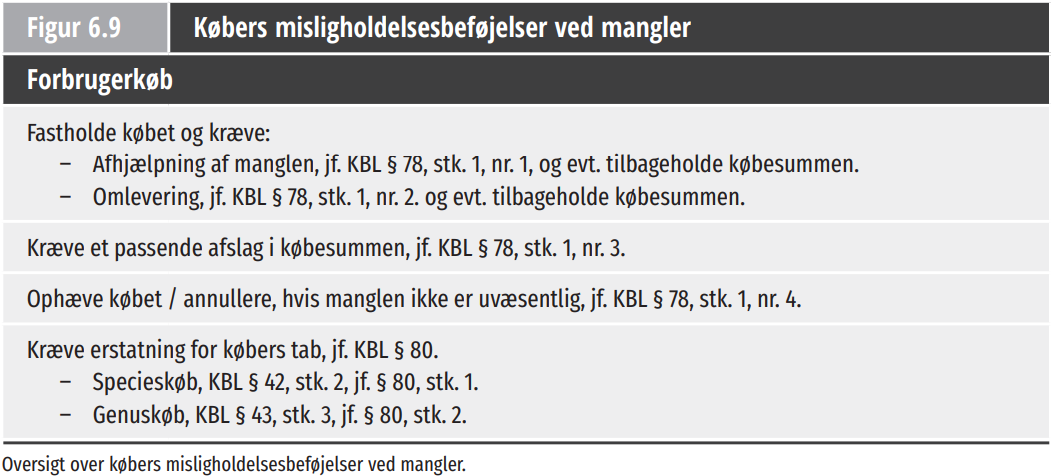 Figur 6.9 Købers misligholdelsesbeføjelser ved mangler
Forbrugerkøb
Fastholde købet og kræve:
– Afhjælpning af manglen, jf. KBL § 78, stk. 1, nr. 1, og evt. tilbageholde købesummen.
– Omlevering, jf. KBL § 78, stk. 1, nr. 2. og evt. tilbageholde købesummen.
Kræve et passende afslag i købesummen, jf. KBL § 78, stk. 1, nr. 3.
Ophæve købet / annullere, hvis manglen ikke er uvæsentlig, jf. KBL § 78, stk. 1, nr. 4.
Kræve erstatning for købers tab, jf. KBL § 80.
– Specieskøb, KBL § 42, stk. 2, jf. § 80, stk. 1.
– Genuskøb, KBL § 43, stk. 3, jf. § 80, stk. 2.
Oversigt over købers misligholdelsesbeføjelser ved mangler.